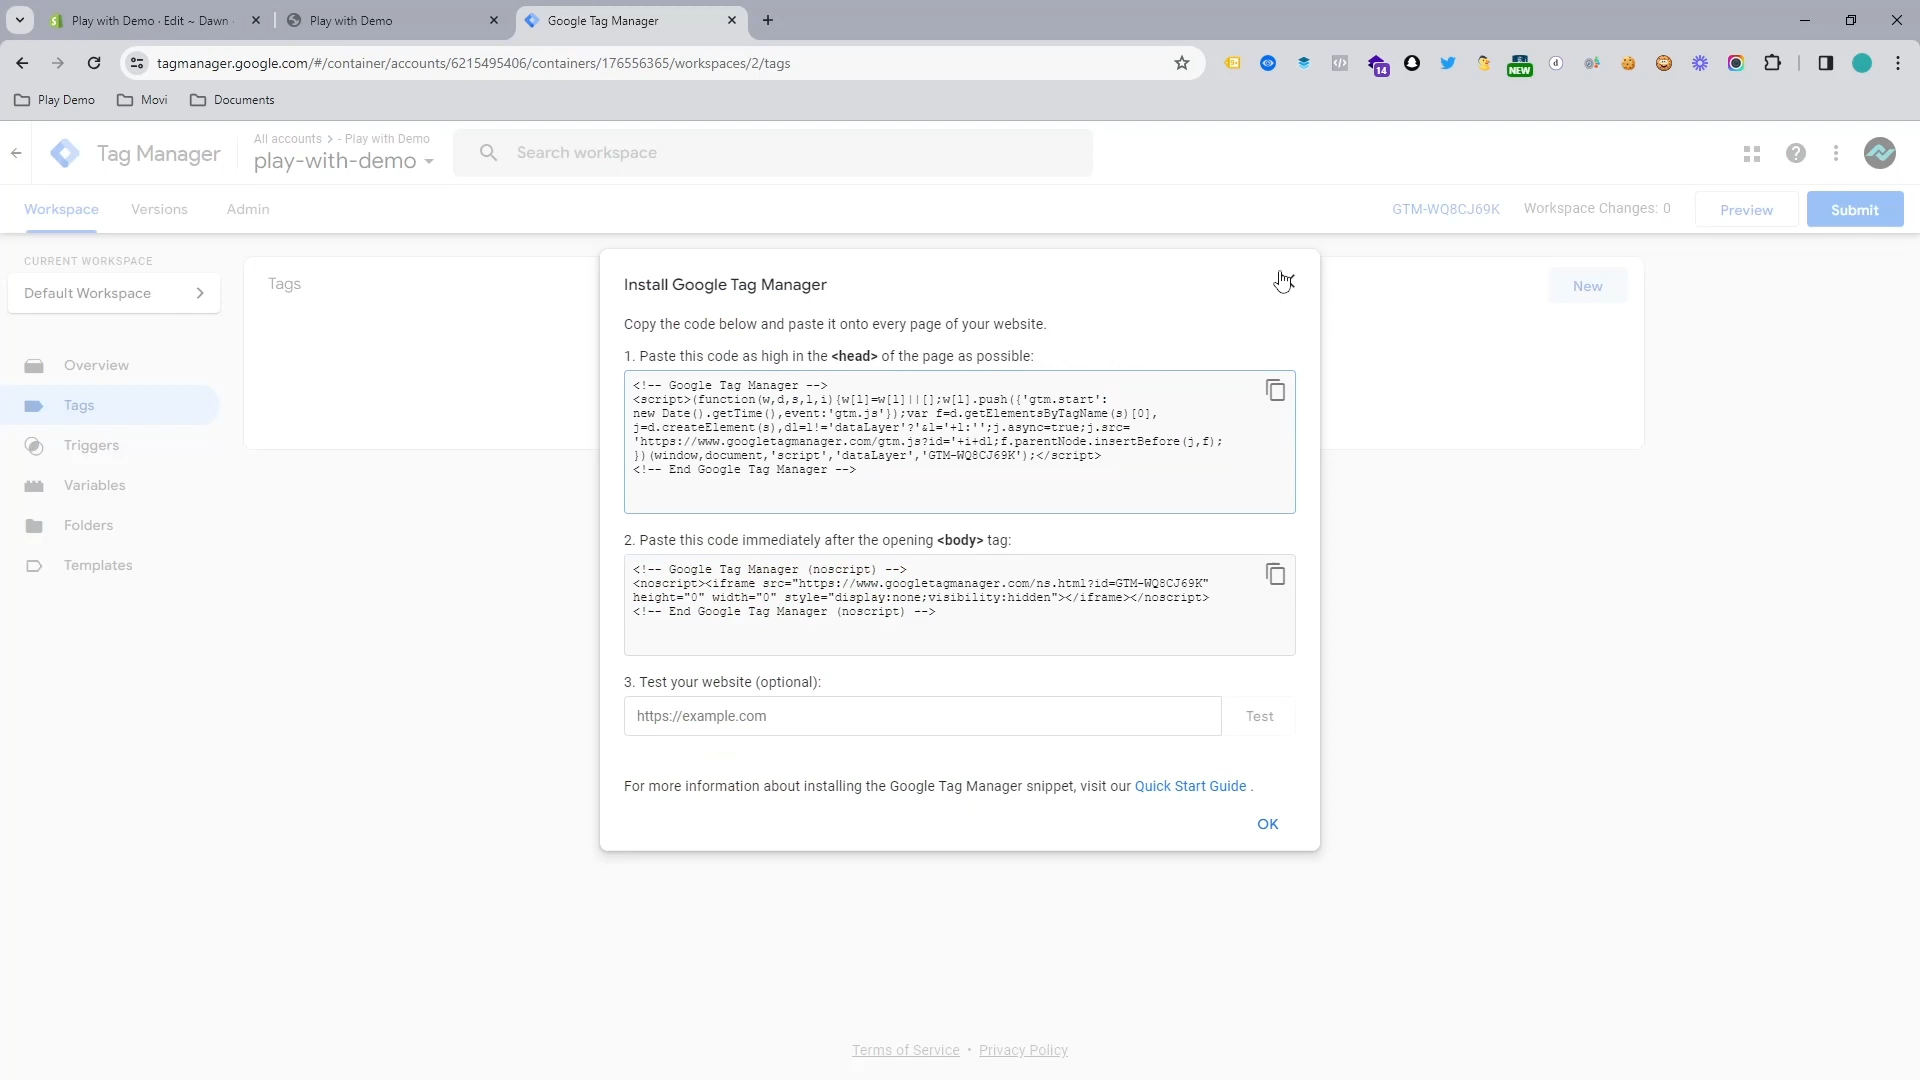 Play with Demo · Edit ~ Dawn
Play with Demo
Google Tag Manager
tagmanager.google.com/#/container/accounts/6215495406/containers/176556365/workspaces/2/tags
14
NEW
Play Demo
Movi
Documents
Tag Manager
All accounts > - Play with Demo
play-with-demo
Search workspace
Workspace
Versions
Admin
GTM-WQ8CJ69K
Workspace Changes: 0
Preview
Submit
CURRENT WORKSPACE
Default Workspace
Overview
Tags
Triggers
Variables
Folders
Templates
Tags
New
Install Google Tag Manager
Copy the code below and paste it onto every page of your website.
1. Paste this code as high in the <head> of the page as possible:
<!-- Google Tag Manager -->
<script>(function(w,d,s,l,i){w[l]=w[l]||[];w[l].push({'gtm.start':
new Date().getTime(),event:'gtm.js'});var f=d.getElementsByTagName(s)[0],
j=d.createElement(s),dl=l!='dataLayer'?'&l='+l:'';j.async=true;j.src=
'https://www.googletagmanager.com/gtm.js?id='+i+dl;f.parentNode.insertBefore(j,f);
})(window,document,'script','dataLayer','GTM-WQ8CJ69K');</script>
<!-- End Google Tag Manager -->
2. Paste this code immediately after the opening <body> tag:
<!-- Google Tag Manager (noscript) -->
<noscript><iframe src="https://www.googletagmanager.com/ns.html?id=GTM-WQ8CJ69K"
height="0" width="0" style="display:none;visibility:hidden"></iframe></noscript>
<!-- End Google Tag Manager (noscript) -->
3. Test your website (optional):
https://example.com
Test
For more information about installing the Google Tag Manager snippet, visit our Quick Start Guide .
OK
Terms of Service • Privacy Policy